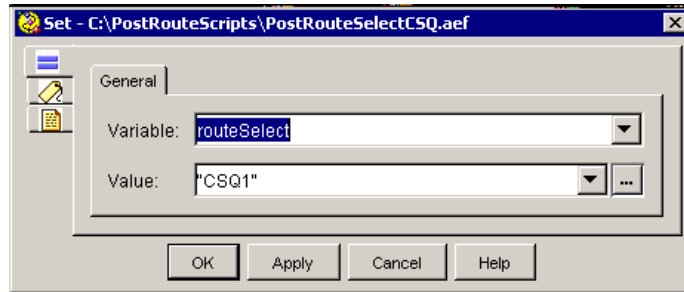 Set - C:\PostRouteScripts\PostRouteSelectCSQ.aef
General
Variable: routeSelect
Value: "CSQ1" ...
OK Apply Cancel Help